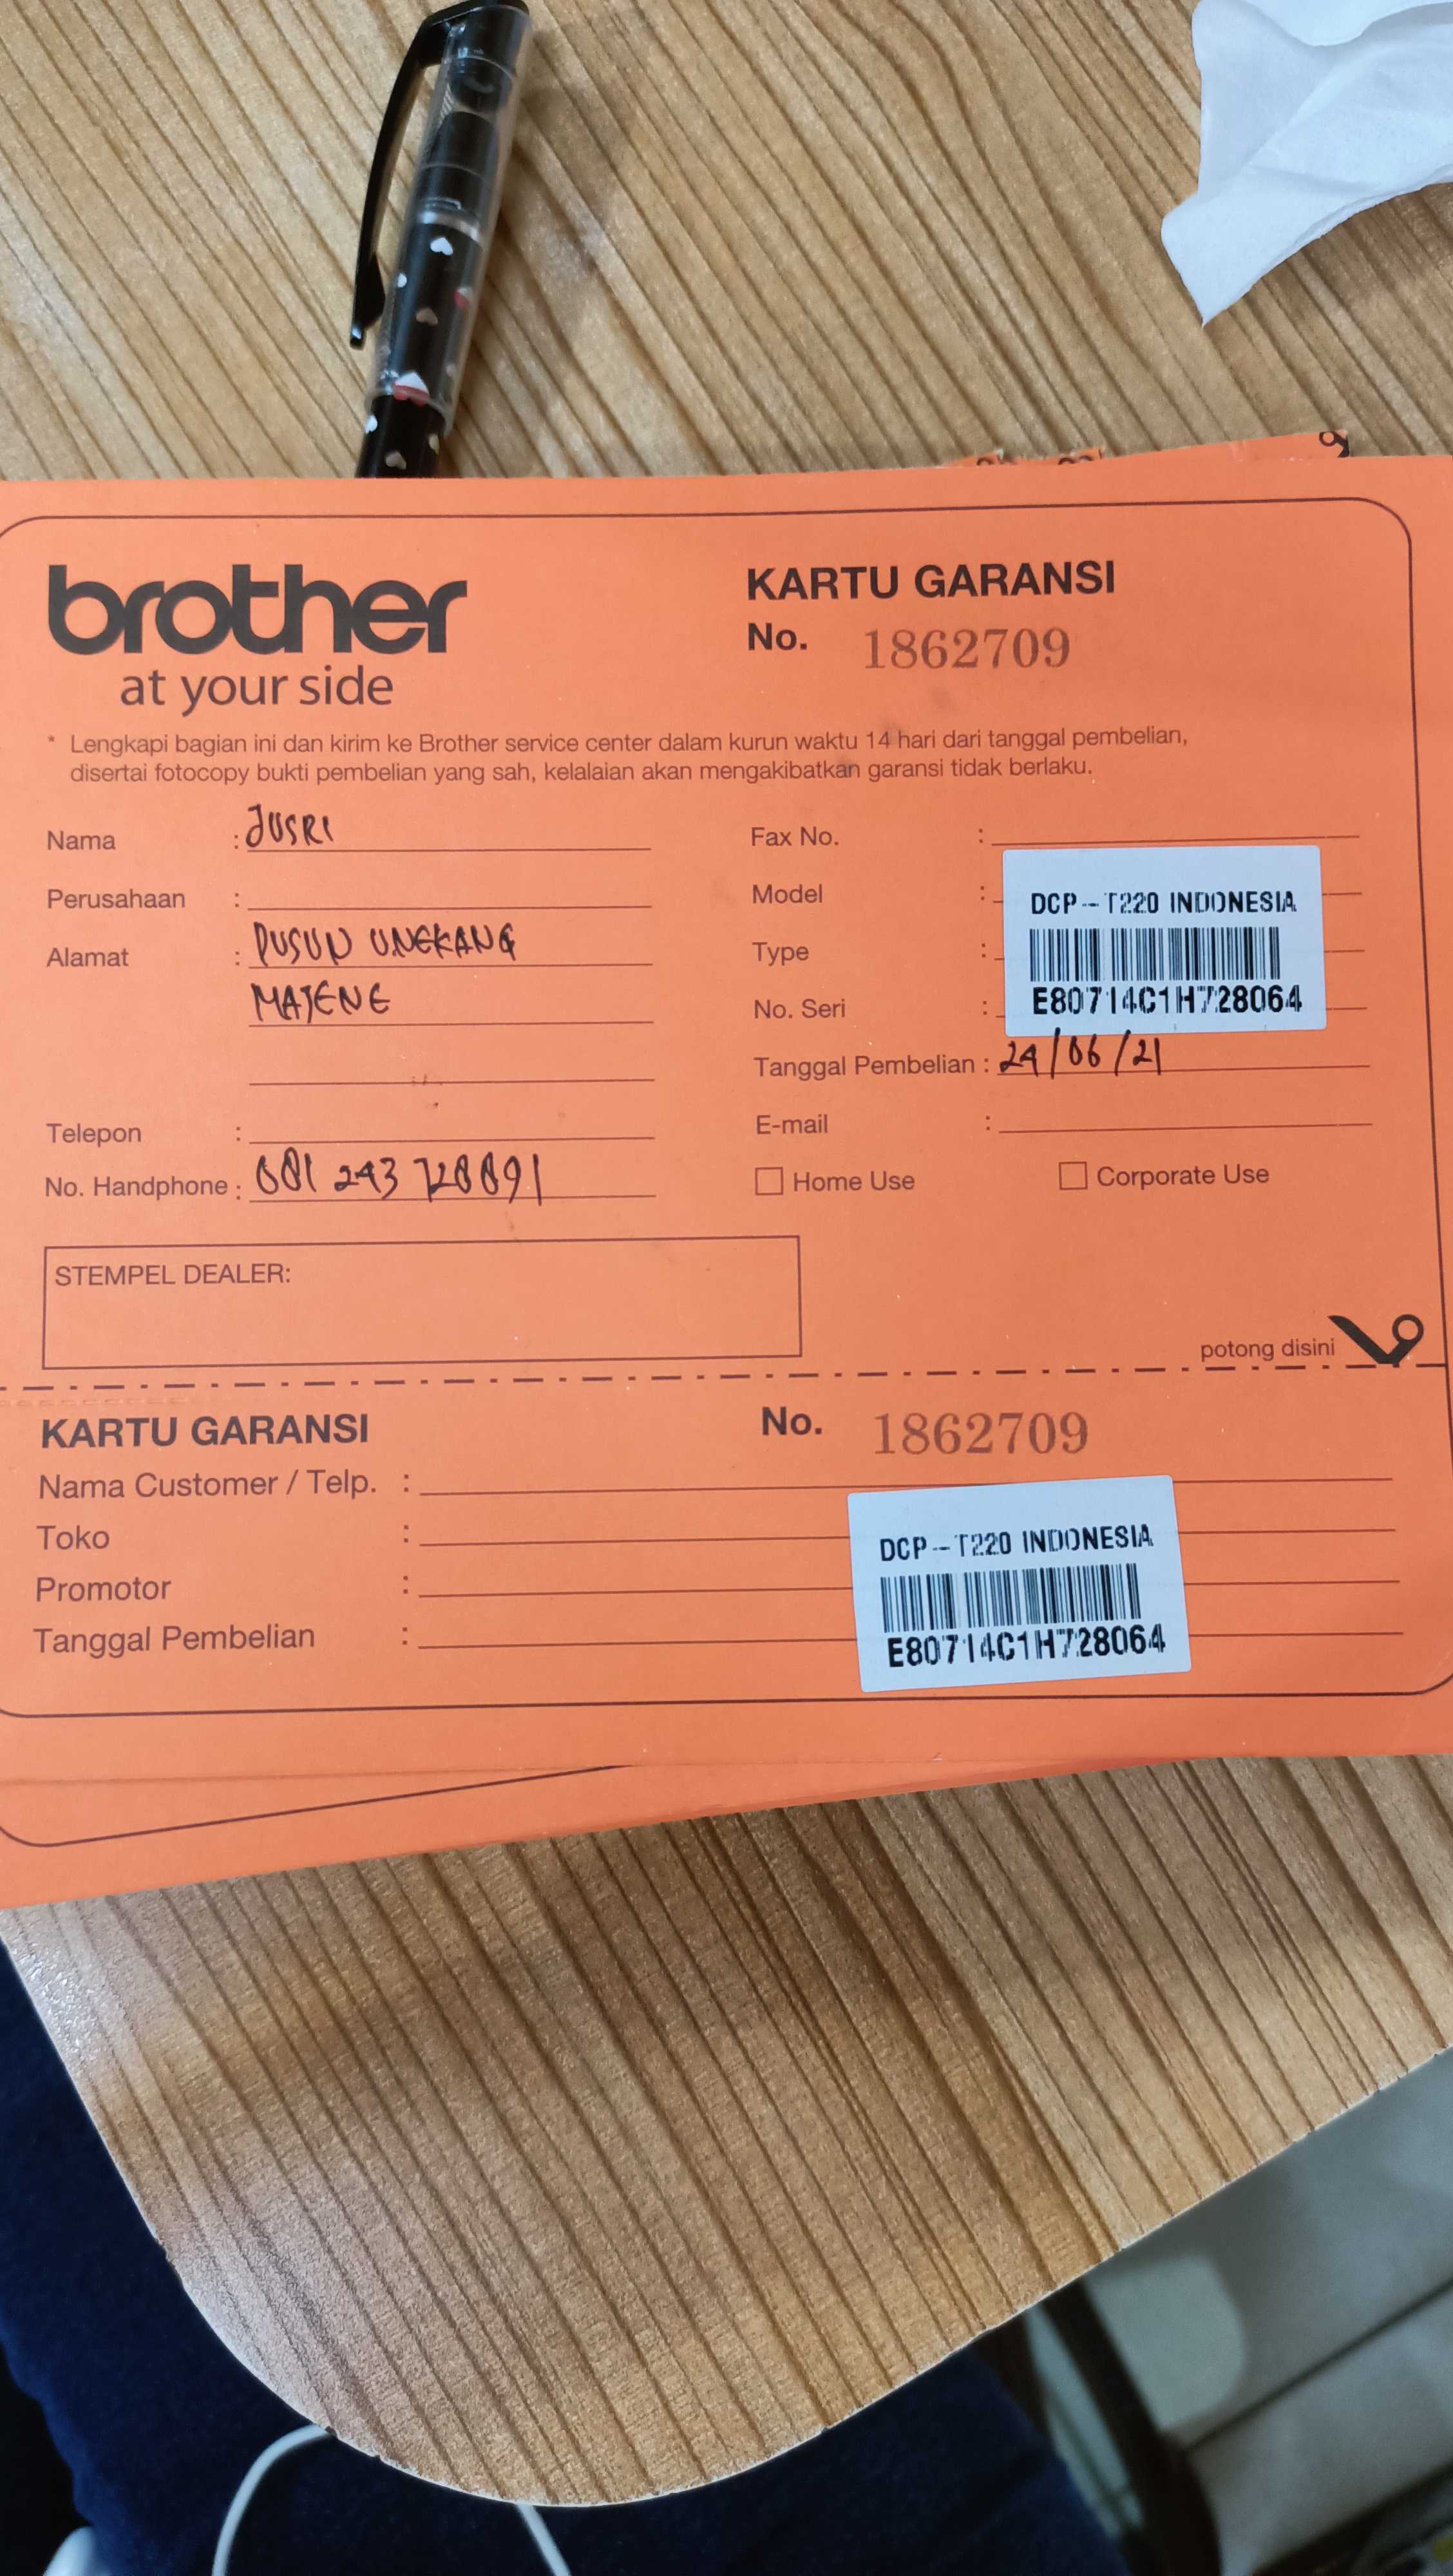 brother
at your side
KARTU GARANSI
No. 1862709
* Lengkapi bagian ini dan kirim ke Brother service center dalam kurun waktu 14 hari dari tanggal pembelian,
disertai fotocopy bukti pembelian yang sah, kelalaian akan mengakibatkan garansi tidak berlaku.
Nama : JUSRI
Perusahaan :
Alamat : DUSUN UNEKANG
MAJENE
Telepon :
No. Handphone : 081 243 728891
Fax No. :
Model : DCP-T220 INDONESIA
Type :
No. Seri : E80714C1H728064
Tanggal Pembelian : 24/06/21
E-mail :
Home Use
Corporate Use
STEMPEL DEALER:
potong disini
KARTU GARANSI
No. 1862709
Nama Customer / Telp. :
Toko :
Promotor :
Tanggal Pembelian :
DCP-T220 INDONESIA
E80714C1H728064